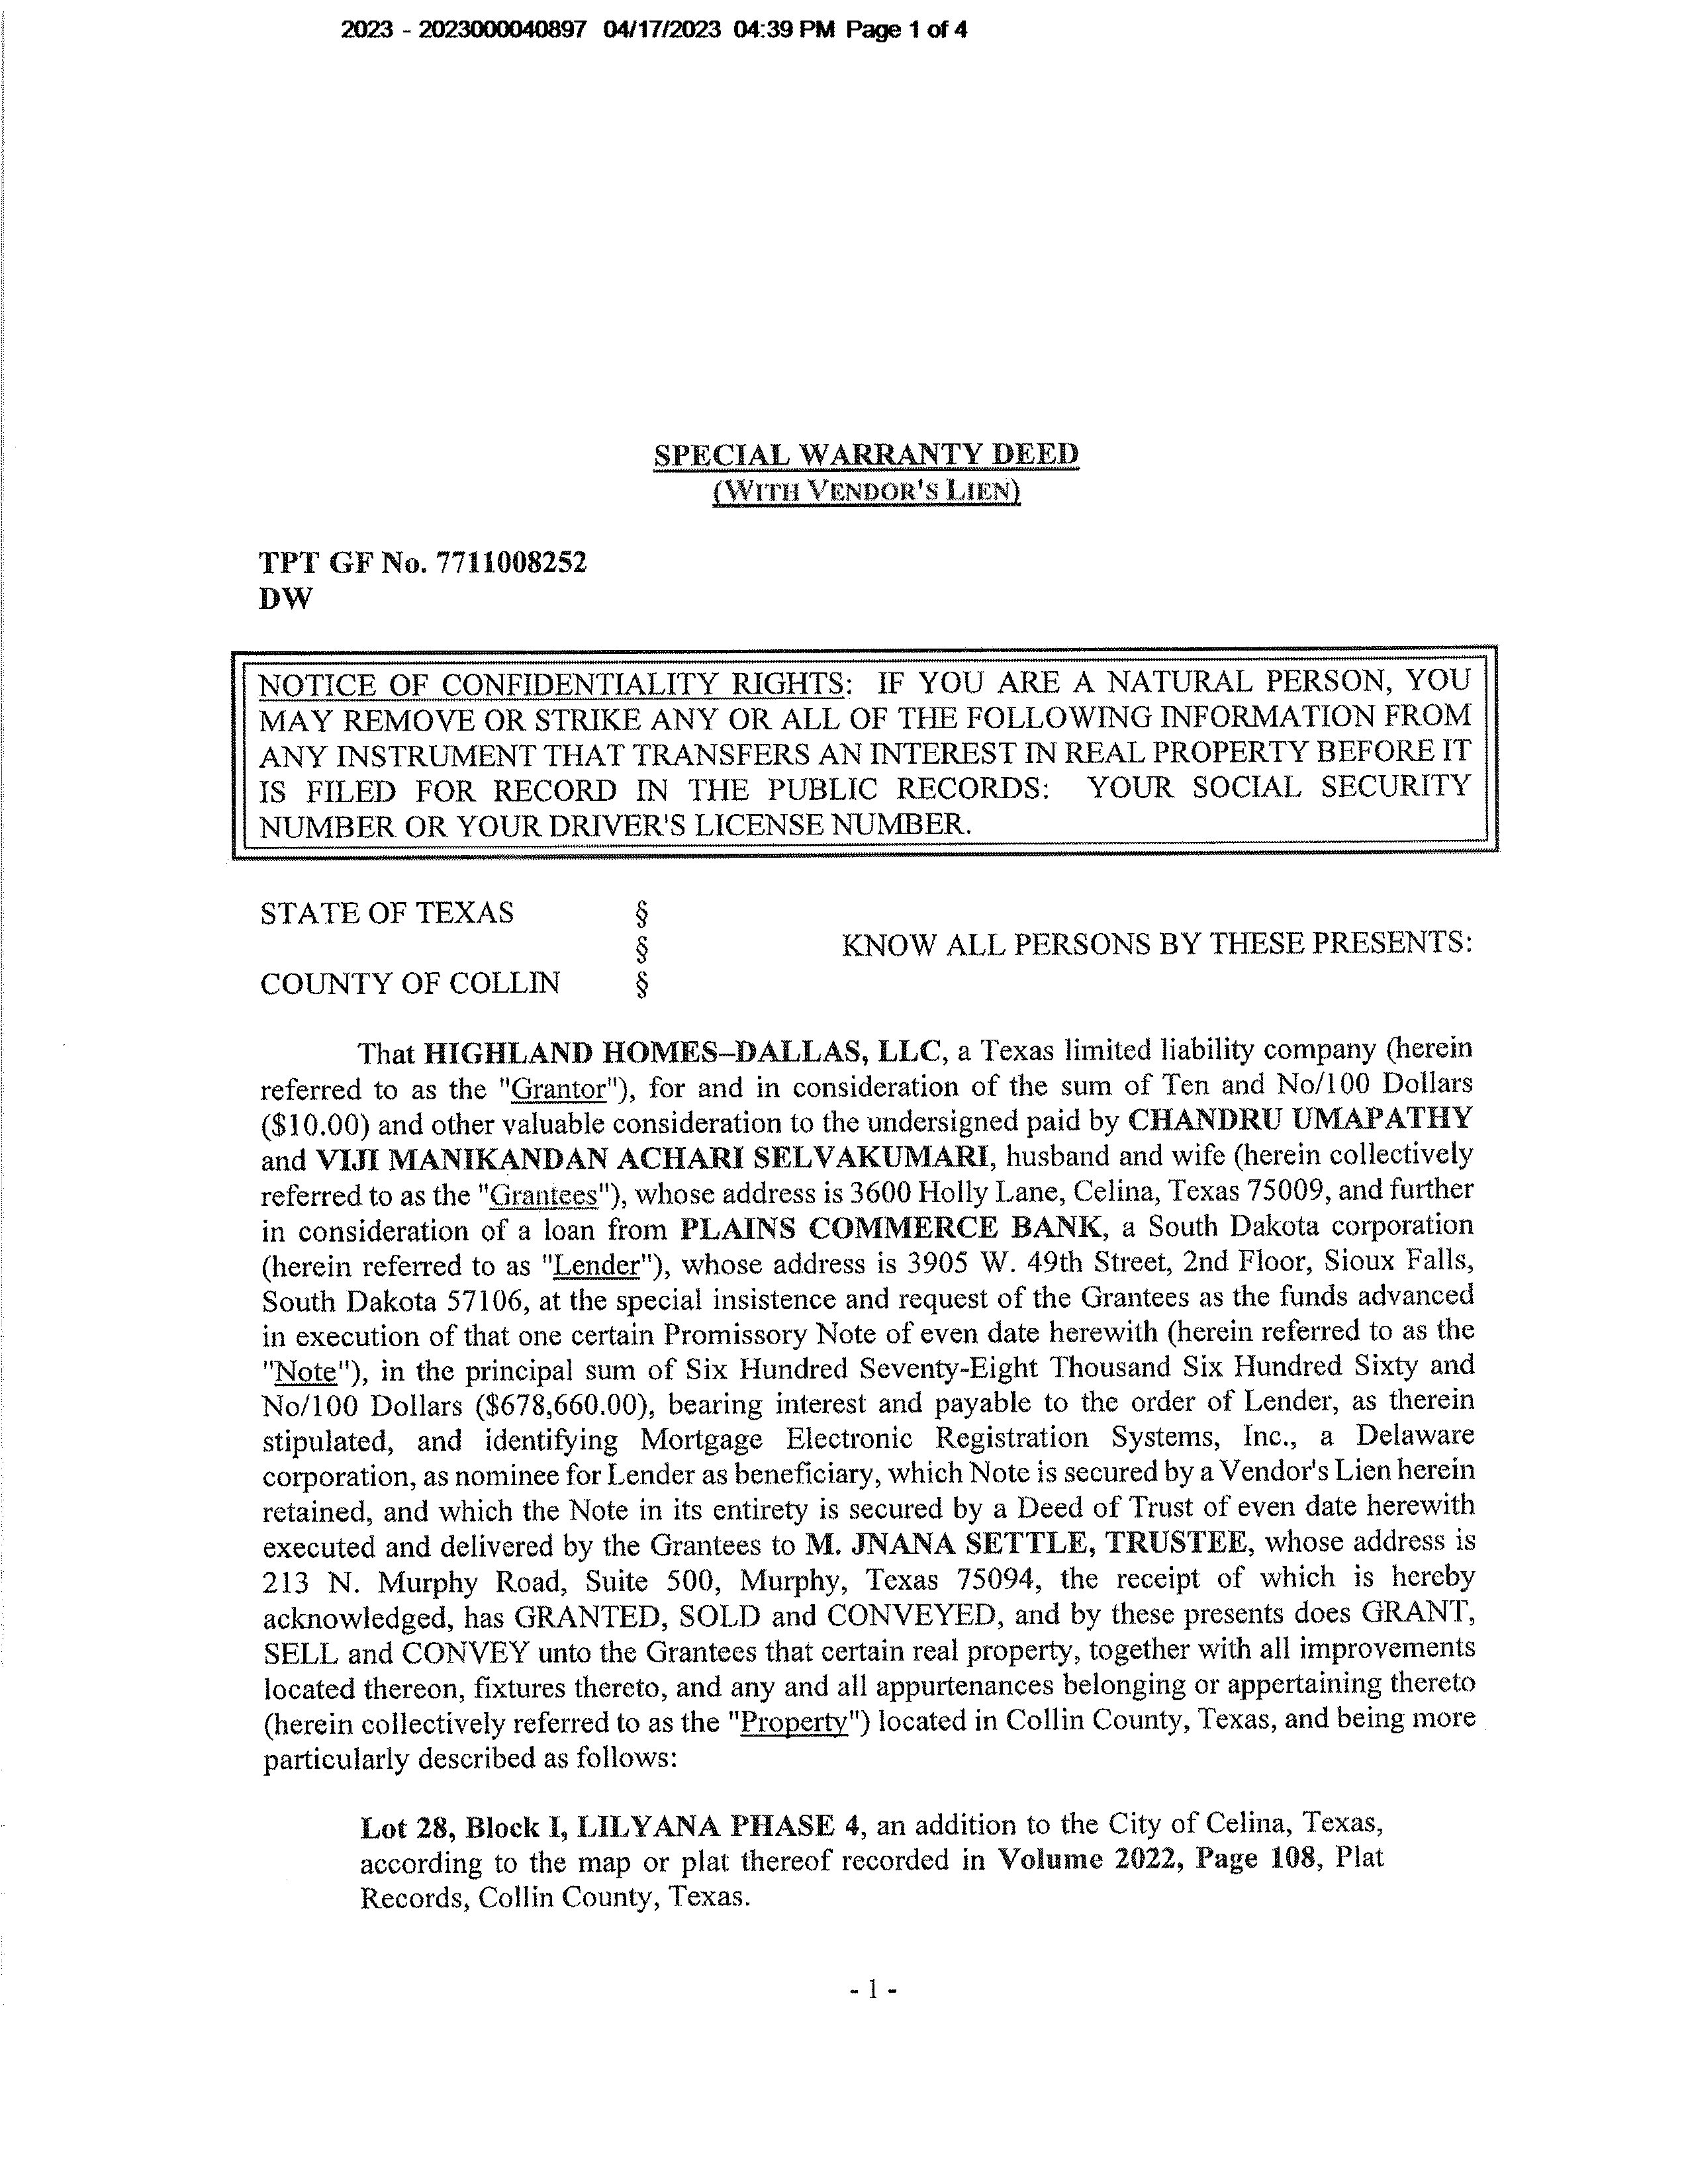 2023 - 2023000040897 04/17/2023 04:39 PM Page 1 of 4
SPECIAL WARRANTY DEED
(WITH VENDOR'S LIEN)
TPT GF No. 7711008252
DW
NOTICE OF CONFIDENTIALITY RIGHTS: IF YOU ARE A NATURAL PERSON, YOU
MAY REMOVE OR STRIKE ANY OR ALL OF THE FOLLOWING INFORMATION FROM
ANY INSTRUMENT THAT TRANSFERS AN INTEREST IN REAL PROPERTY BEFORE IT
IS FILED FOR RECORD IN THE PUBLIC RECORDS: YOUR SOCIAL SECURITY
NUMBER OR YOUR DRIVER'S LICENSE NUMBER.
STATE OF TEXAS §
§ KNOW ALL PERSONS BY THESE PRESENTS:
COUNTY OF COLLIN §
That HIGHLAND HOMES–DALLAS, LLC, a Texas limited liability company (herein
referred to as the "Grantor"), for and in consideration of the sum of Ten and No/100 Dollars
($10.00) and other valuable consideration to the undersigned paid by CHANDRU UMAPATHY
and VIJI MANIKANDAN ACHARI SELVAKUMARI, husband and wife (herein collectively
referred to as the "Grantees"), whose address is 3600 Holly Lane, Celina, Texas 75009, and further
in consideration of a loan from PLAINS COMMERCE BANK, a South Dakota corporation
(herein referred to as "Lender"), whose address is 3905 W. 49th Street, 2nd Floor, Sioux Falls,
South Dakota 57106, at the special insistence and request of the Grantees as the funds advanced
in execution of that one certain Promissory Note of even date herewith (herein referred to as the
"Note"), in the principal sum of Six Hundred Seventy-Eight Thousand Six Hundred Sixty and
No/100 Dollars ($678,660.00), bearing interest and payable to the order of Lender, as therein
stipulated, and identifying Mortgage Electronic Registration Systems, Inc., a Delaware
corporation, as nominee for Lender as beneficiary, which Note is secured by a Vendor's Lien herein
retained, and which the Note in its entirety is secured by a Deed of Trust of even date herewith
executed and delivered by the Grantees to M. JNANA SETTLE, TRUSTEE, whose address is
213 N. Murphy Road, Suite 500, Murphy, Texas 75094, the receipt of which is hereby
acknowledged, has GRANTED, SOLD and CONVEYED, and by these presents does GRANT,
SELL and CONVEY unto the Grantees that certain real property, together with all improvements
located thereon, fixtures thereto, and any and all appurtenances belonging or appertaining thereto
(herein collectively referred to as the "Property") located in Collin County, Texas, and being more
particularly described as follows:
Lot 28, Block I, LILYANA PHASE 4, an addition to the City of Celina, Texas,
according to the map or plat thereof recorded in Volume 2022, Page 108, Plat
Records, Collin County, Texas.
- 1 -